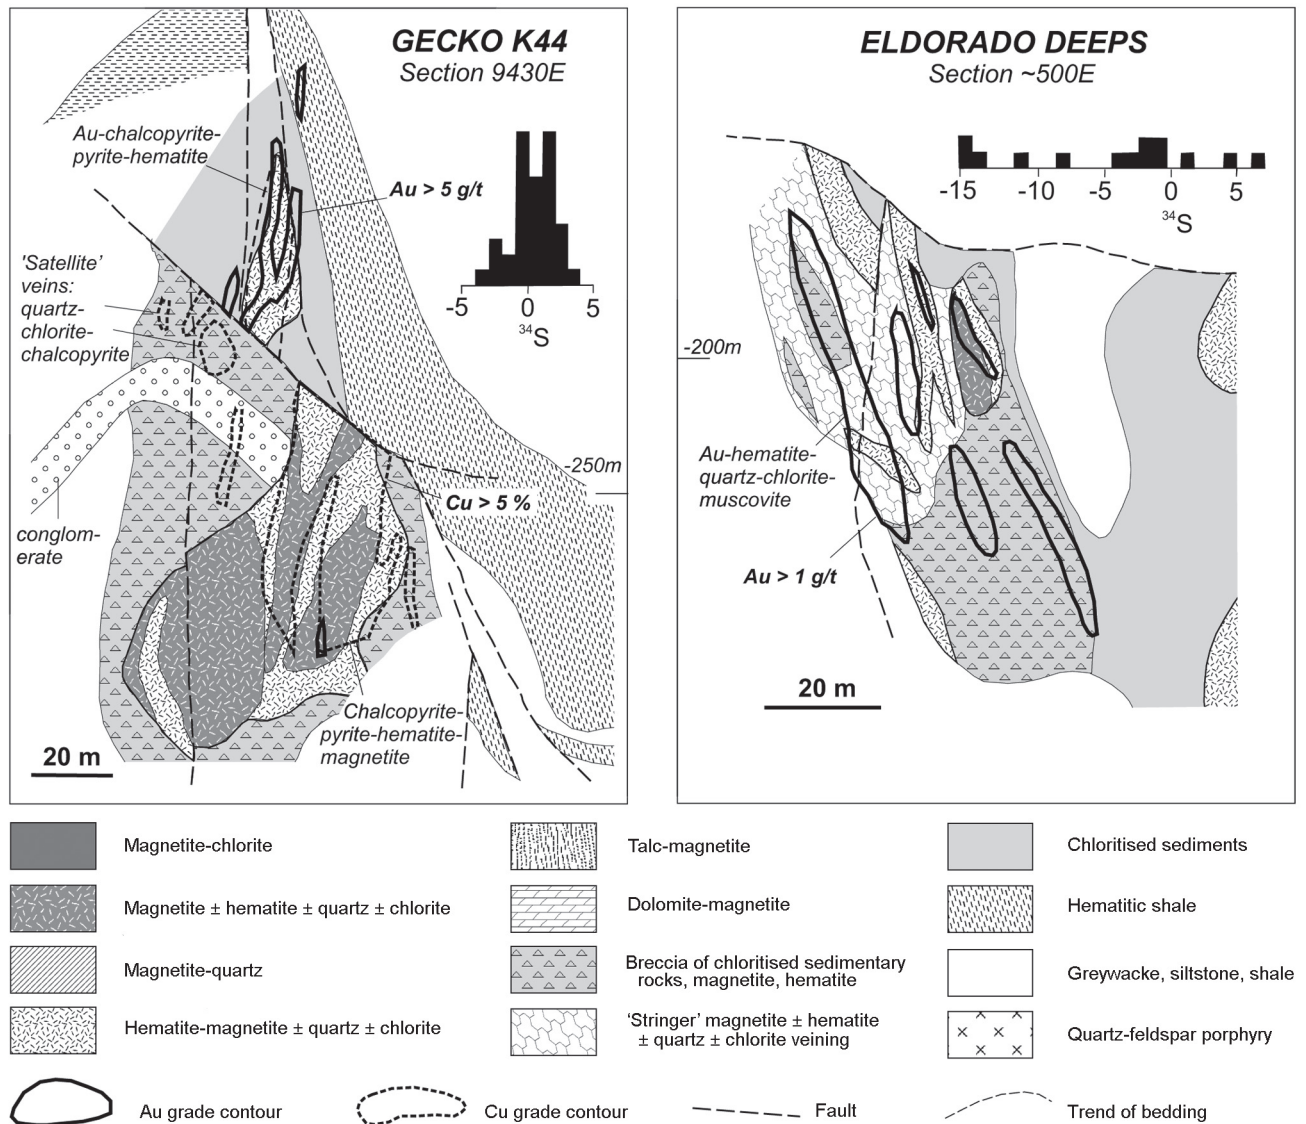 GECKO K44
Section 9430E
Au-chalcopyrite-
pyrite-hematite
Au > 5 g/t
'Satellite'
veins:
quartz-
chlorite-
chalcopyrite
-5 0 5
³⁴S
-250m
Cu > 5 %
conglom-
erate
Chalcopyrite-
pyrite-hematite-
magnetite
20 m
ELDORADO DEEPS
Section ~500E
-15 -10 -5 0 5
³⁴S
-200m
Au-hematite-
quartz-chlorite-
muscovite
Au > 1 g/t
20 m
Magnetite-chlorite
Magnetite ± hematite ± quartz ± chlorite
Magnetite-quartz
Hematite-magnetite ± quartz ± chlorite
Talc-magnetite
Dolomite-magnetite
Breccia of chloritised sedimentary
rocks, magnetite, hematite
'Stringer' magnetite ± hematite
± quartz ± chlorite veining
Chloritised sediments
Hematitic shale
Greywacke, siltstone, shale
Quartz-feldspar porphyry
Au grade contour
Cu grade contour
Fault
Trend of bedding